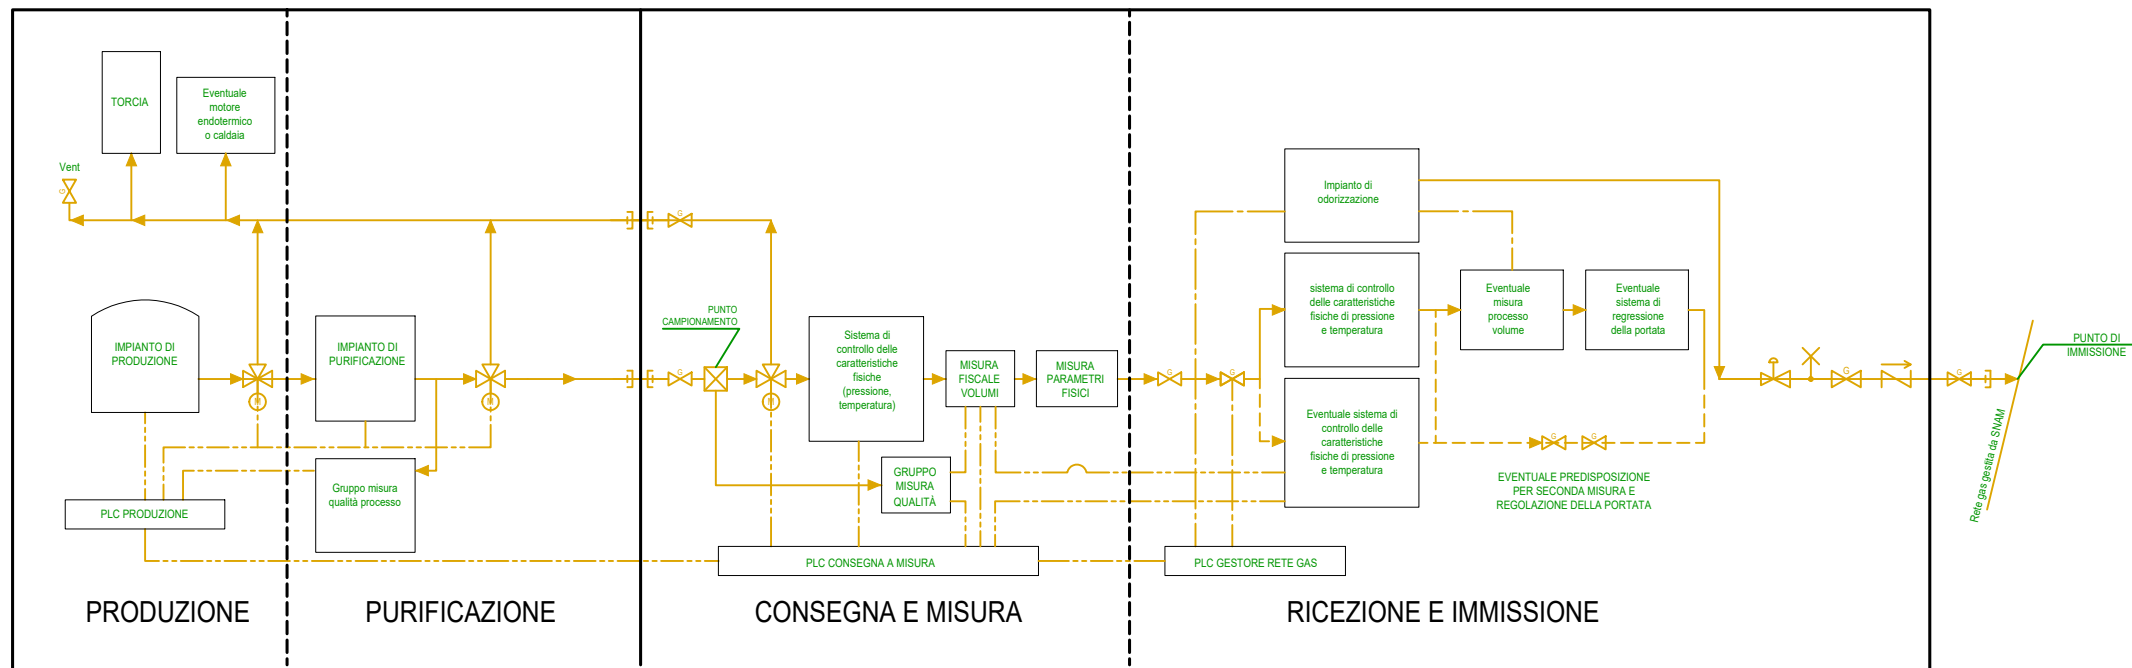 TORCIA
Eventuale
motore
endotermico
o caldaia
Vent
G
IMPIANTO DI
PRODUZIONE
M
PLC PRODUZIONE
IMPIANTO DI
PURIFICAZIONE
M
Gruppo misura
qualità processo
G
PUNTO
CAMPIONAMENTO
G
M
Sistema di
controllo delle
caratteristiche
fisiche
(pressione,
temperatura)
MISURA
FISCALE
VOLUMI
MISURA
PARAMETRI
FISICI
GRUPPO
MISURA
QUALITÀ
PLC CONSEGNA A MISURA
G
G
Impianto di
odorizzazione
sistema di controllo
delle caratteristiche
fisiche di pressione
e temperatura
Eventuale sistema di
controllo delle
caratteristiche
fisiche di pressione
e temperatura
Eventuale
misura
processo
volume
Eventuale
sistema di
regressione
della portata
G
G
EVENTUALE PREDISPOSIZIONE
PER SECONDA MISURA E
REGOLAZIONE DELLA PORTATA
PLC GESTORE RETE GAS
G
G
PUNTO DI
IMMISSIONE
Rete gas gestita da SNAM
PRODUZIONE
PURIFICAZIONE
CONSEGNA E MISURA
RICEZIONE E IMMISSIONE